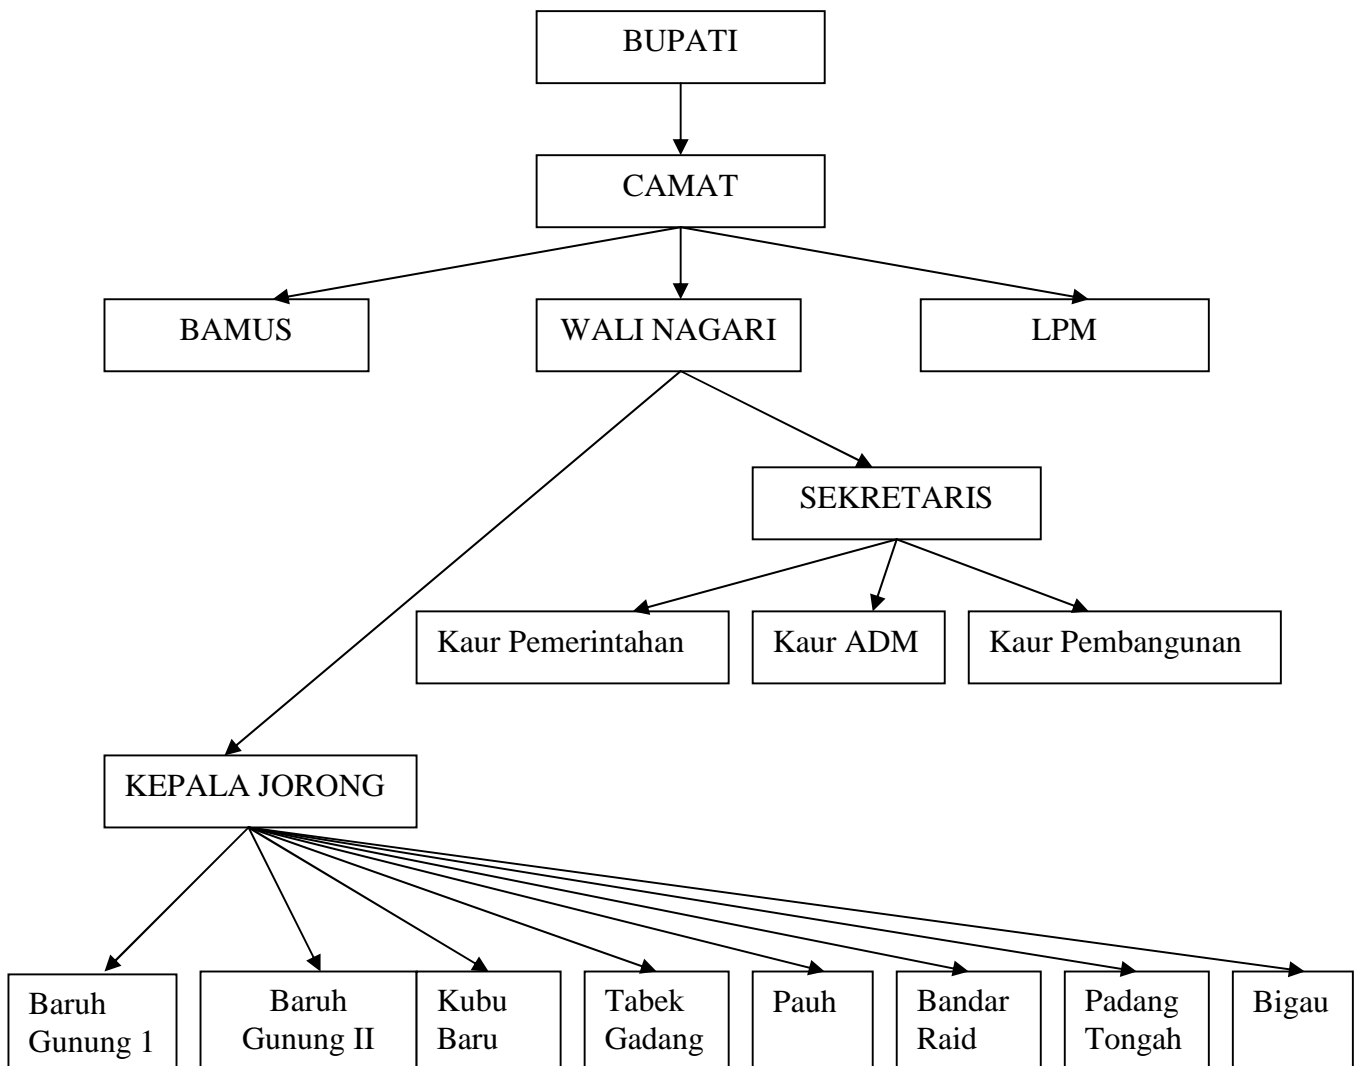 BUPATI
CAMAT
BAMUS
WALI NAGARI
LPM
SEKRETARIS
Kaur Pemerintahan
Kaur ADM
Kaur Pembangunan
KEPALA JORONG
Baruh
Gunung 1
Baruh
Gunung II
Kubu
Baru
Tabek
Gadang
Pauh
Bandar
Raid
Padang
Tongah
Bigau